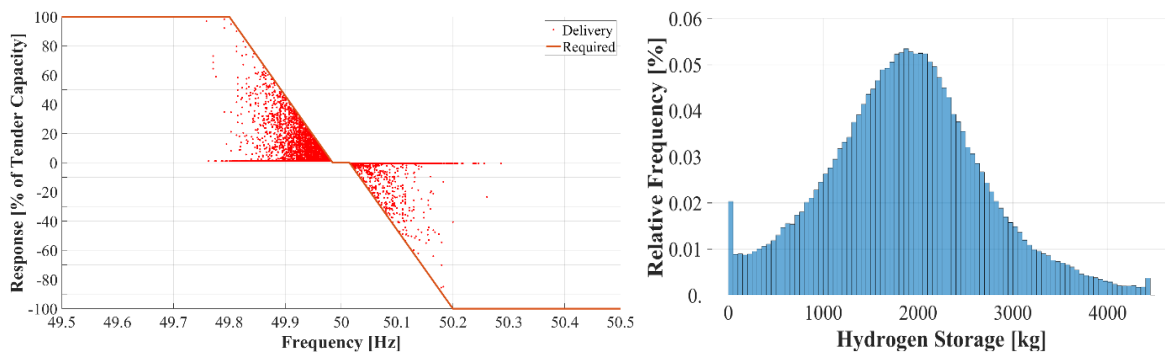 100
80
60
40
20
0
-20
-40
-60
-80
-100
Response [% of Tender Capacity]
Delivery
Required
49.5 49.6 49.7 49.8 49.9 50 50.1 50.2 50.3 50.4 50.5
Frequency [Hz]
0.06
0.05
0.04
0.03
0.02
0.01
0.
Relative Frequency [%]
0 1000 2000 3000 4000
Hydrogen Storage [kg]